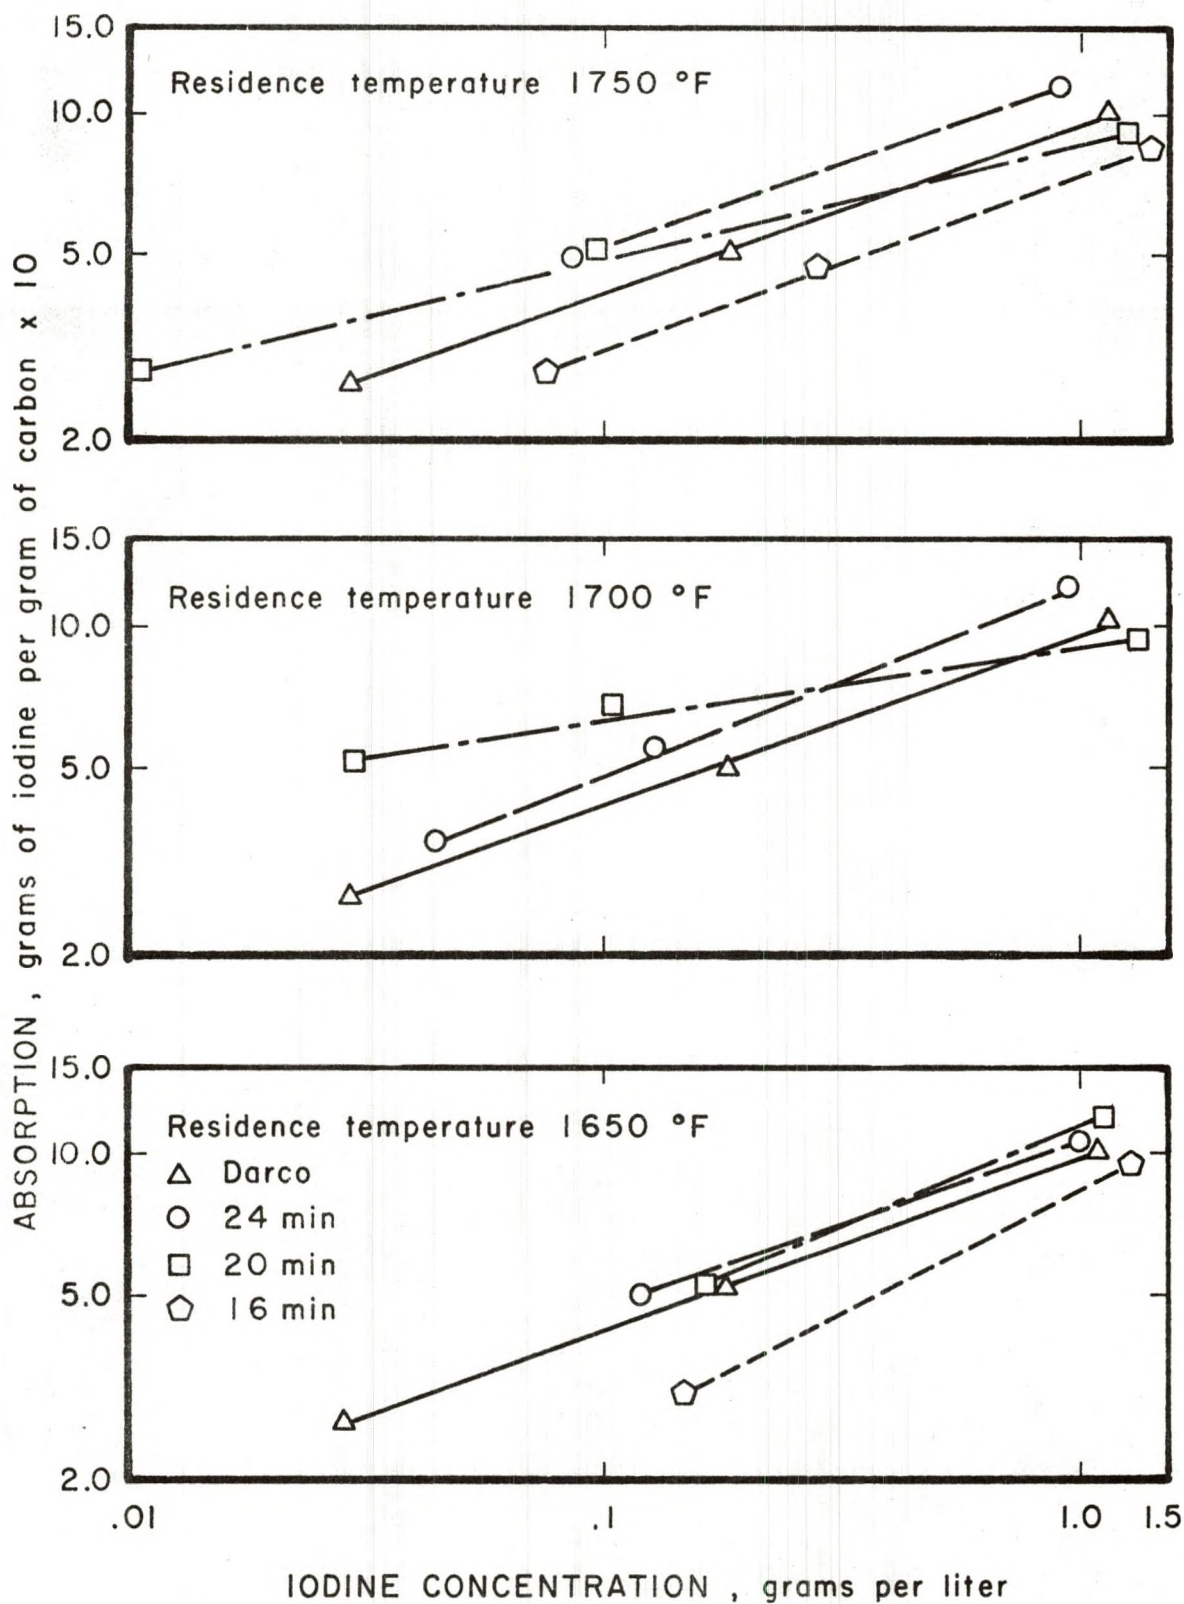 ABSORPTION , grams of iodine per gram of carbon x 10
15.0
Residence temperature 1750 °F
10.0
5.0
2.0
15.0
Residence temperature 1700 °F
10.0
5.0
2.0
15.0
Residence temperature 1650 °F
10.0
Darco
24 min
20 min
5.0
16 min
2.0
.01 .1 1.0 1.5
IODINE CONCENTRATION , grams per liter